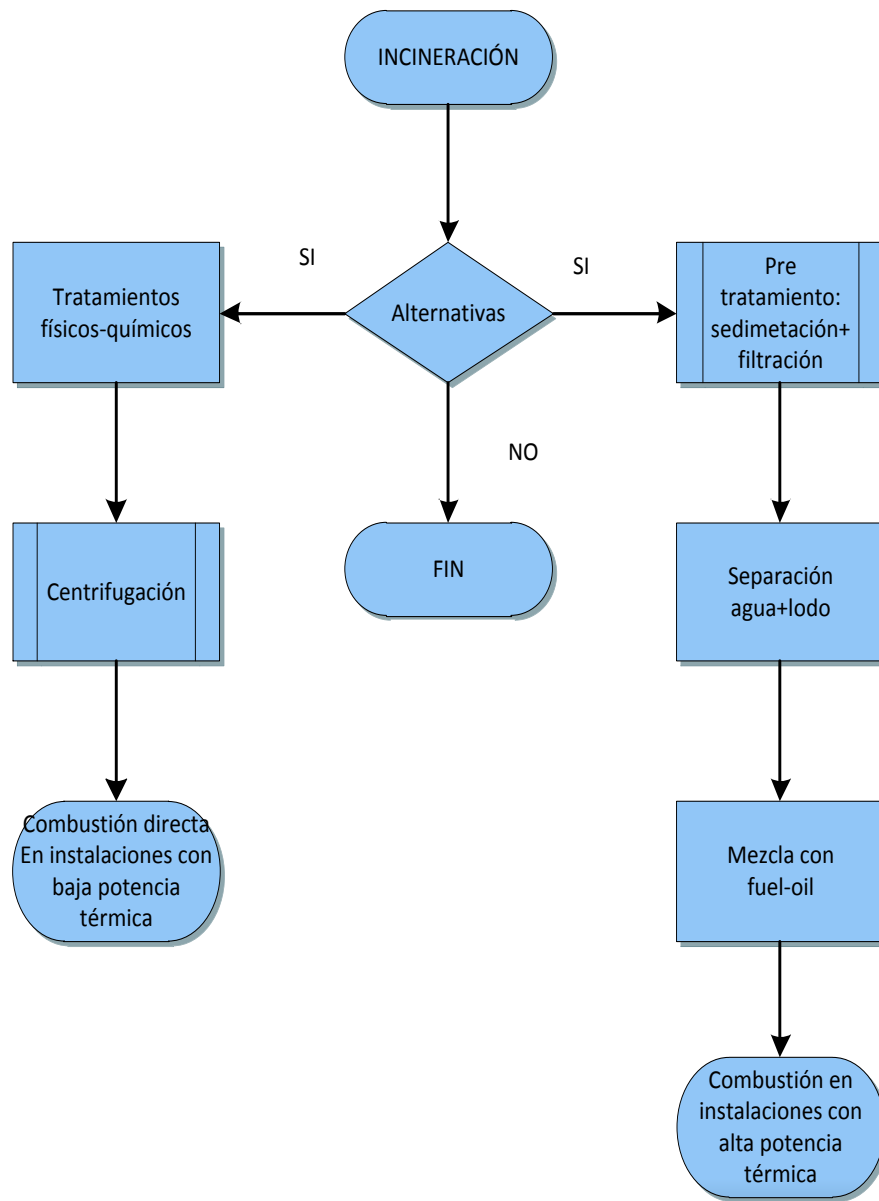 INCINERACIÓN
SI
SI
Tratamientos
físicos-químicos
Alternativas
Pre
tratamiento:
sedimetación+
filtración
NO
Centrifugación
FIN
Separación
agua+lodo
Combustión directa
En instalaciones con
baja potencia
térmica
Mezcla con
fuel-oil
Combustión en
instalaciones con
alta potencia
térmica